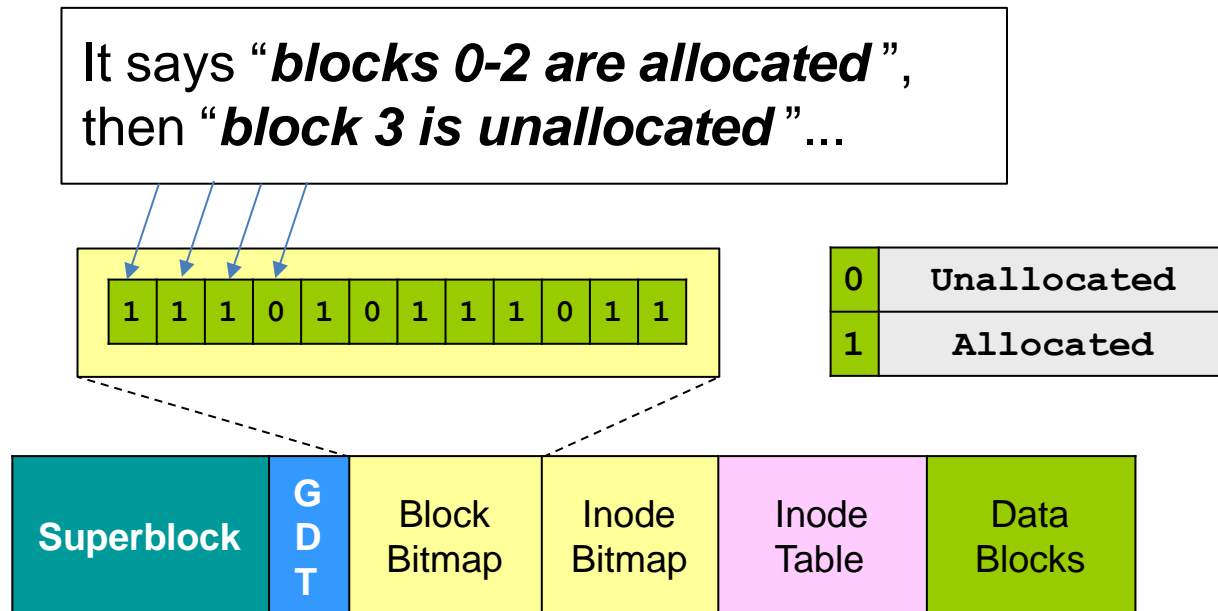 It says “blocks 0-2 are allocated ”,
then “block 3 is unallocated ”...
1 1 1 0 1 0 1 1 1 0 1 1
0 Unallocated
1 Allocated
Superblock
G
D
T
Block
Bitmap
Inode
Bitmap
Inode
Table
Data
Blocks